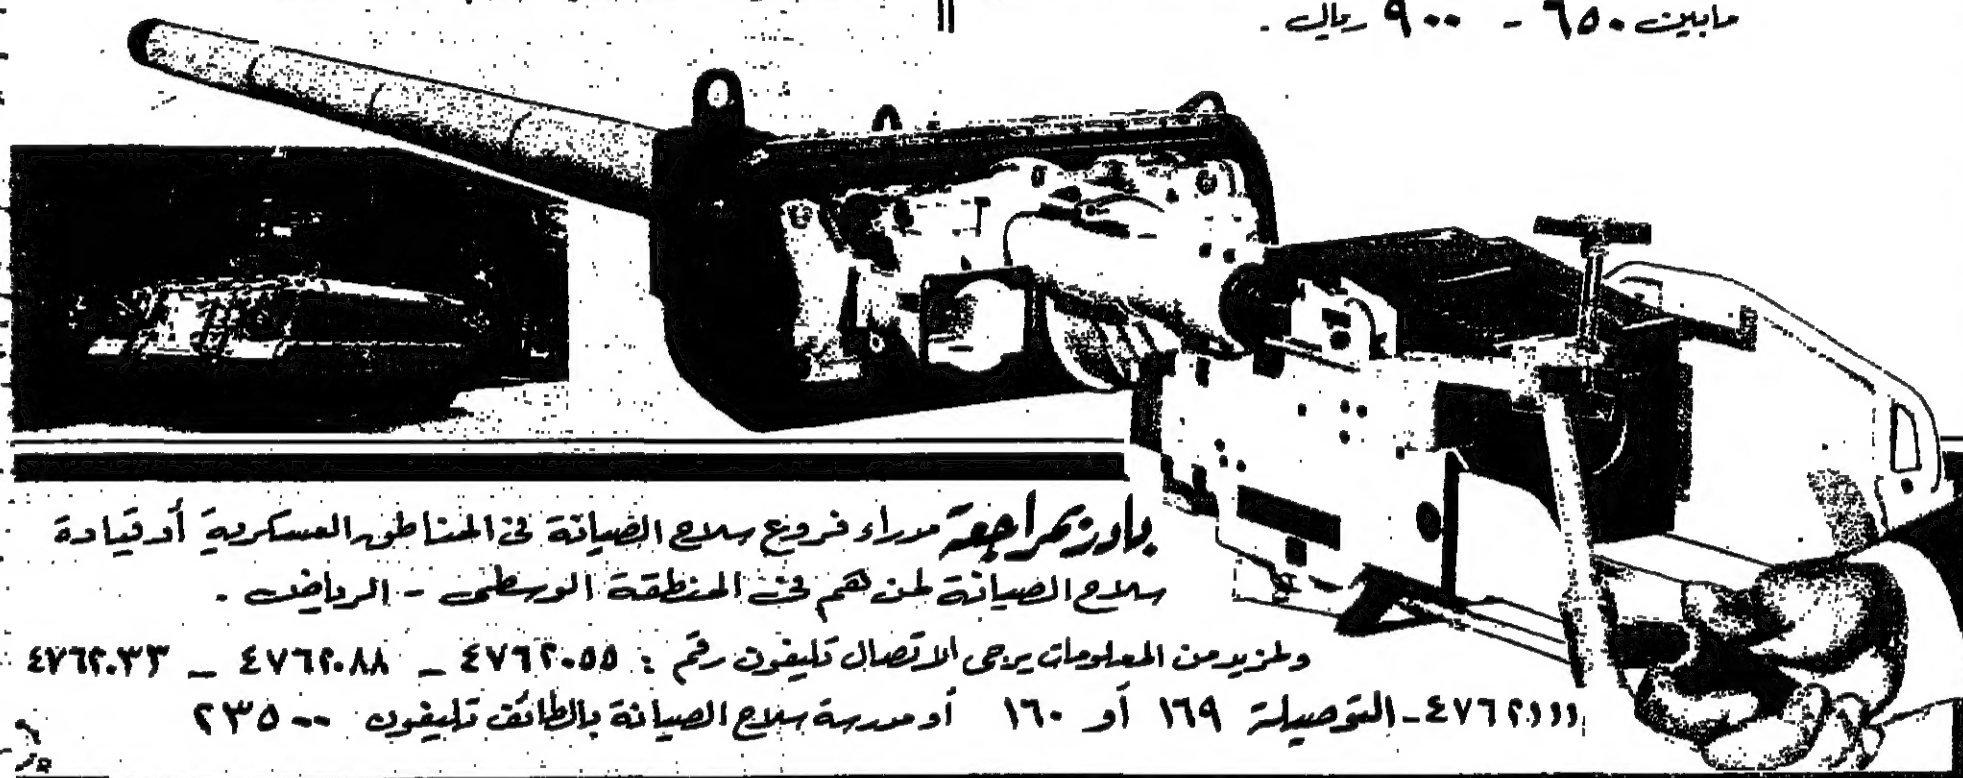 مابين ٦٥٠ - ٩٠٠ ريال .
بادر بمراجعة مدراء فروع سلاح الصيانة في المناطق العسكرية أو قيادة
سلاح الصيانة لمن هم في المنطقة الوسطى - الرياض .
ولمزيد من المعلومات يرجى الاتصال تليفون رقم : ٤٧٦٢٠٥٥ _ ٤٧٦٢٠٨٨ _ ٤٧٦٢٠٣٣
٤٧٦٢١١١ - التوصيلة ١٦٩ أو ١٦٠ أو مدرسة سلاح الصيانة بالطائف تليفون ٢٣٥٠٠